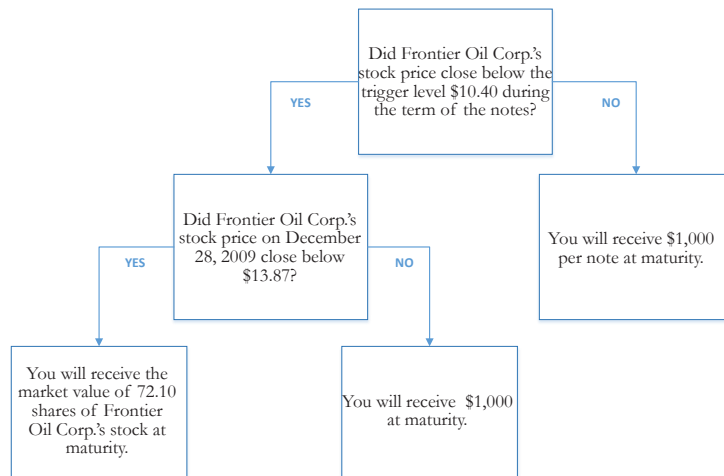 Did Frontier Oil Corp.'s
stock price close below the
trigger level $10.40 during
the term of the notes?
YES
NO
Did Frontier Oil Corp.'s
stock price on December
28, 2009 close below
$13.87?
You will receive $1,000
per note at maturity.
YES
NO
You will receive the
market value of 72.10
shares of Frontier
Oil Corp.'s stock at
maturity.
You will receive $1,000
at maturity.